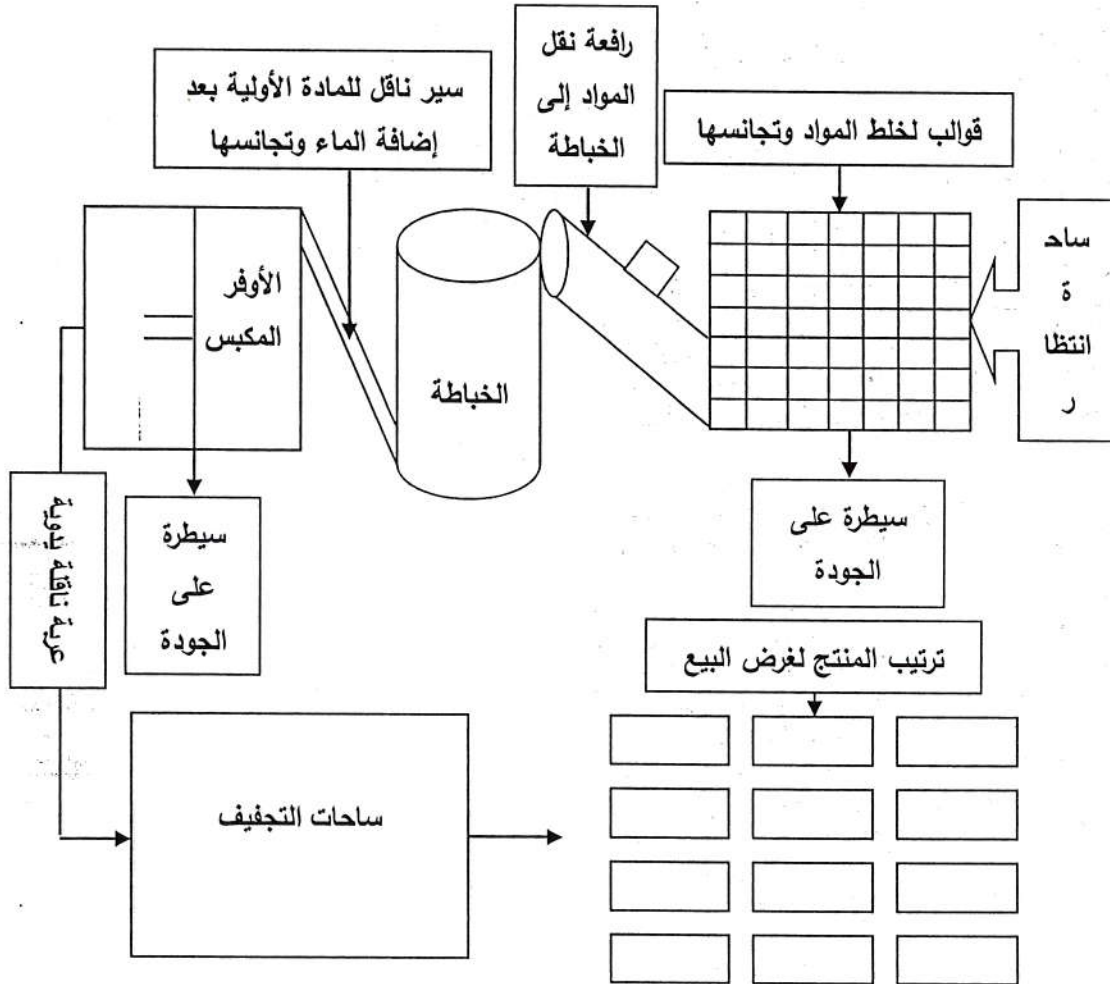 رافعة نقل
المواد إلى
الخباطة
سير ناقل للمادة الأولية بعد
إضافة الماء وتجانسها
قوالب لخلط المواد وتجانسها
ساحـ
ة
انتظا
ر
الأوفر
المكبس
الخباطة
سيطرة على
الجودة
سيطرة
على
الجودة
عربة ناقلة يدوية
ترتيب المنتج لغرض البيع
ساحات التجفيف